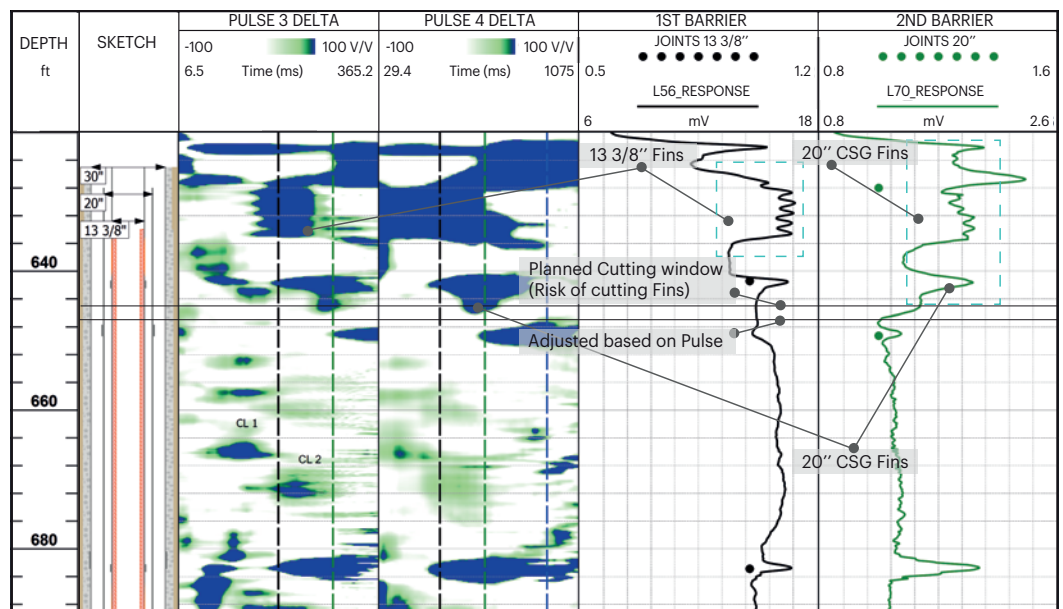 DEPTH
ft
SKETCH
PULSE 3 DELTA
-100 100 V/V
6.5 Time (ms) 365.2
PULSE 4 DELTA
-100 100 V/V
29.4 Time (ms) 1075
1ST BARRIER
JOINTS 13 3/8’’
0.5 1.2
L56_RESPONSE
6 mV 18
2ND BARRIER
JOINTS 20’’
0.8 1.6
L70_RESPONSE
0.8 mV 2.6
30"
20"
13 3/8"
13 3/8’’ Fins
20’’ CSG Fins
640
Planned Cutting window
(Risk of cutting Fins)
Adjusted based on Pulse
660
CL 1
CL 2
20’’ CSG Fins
680